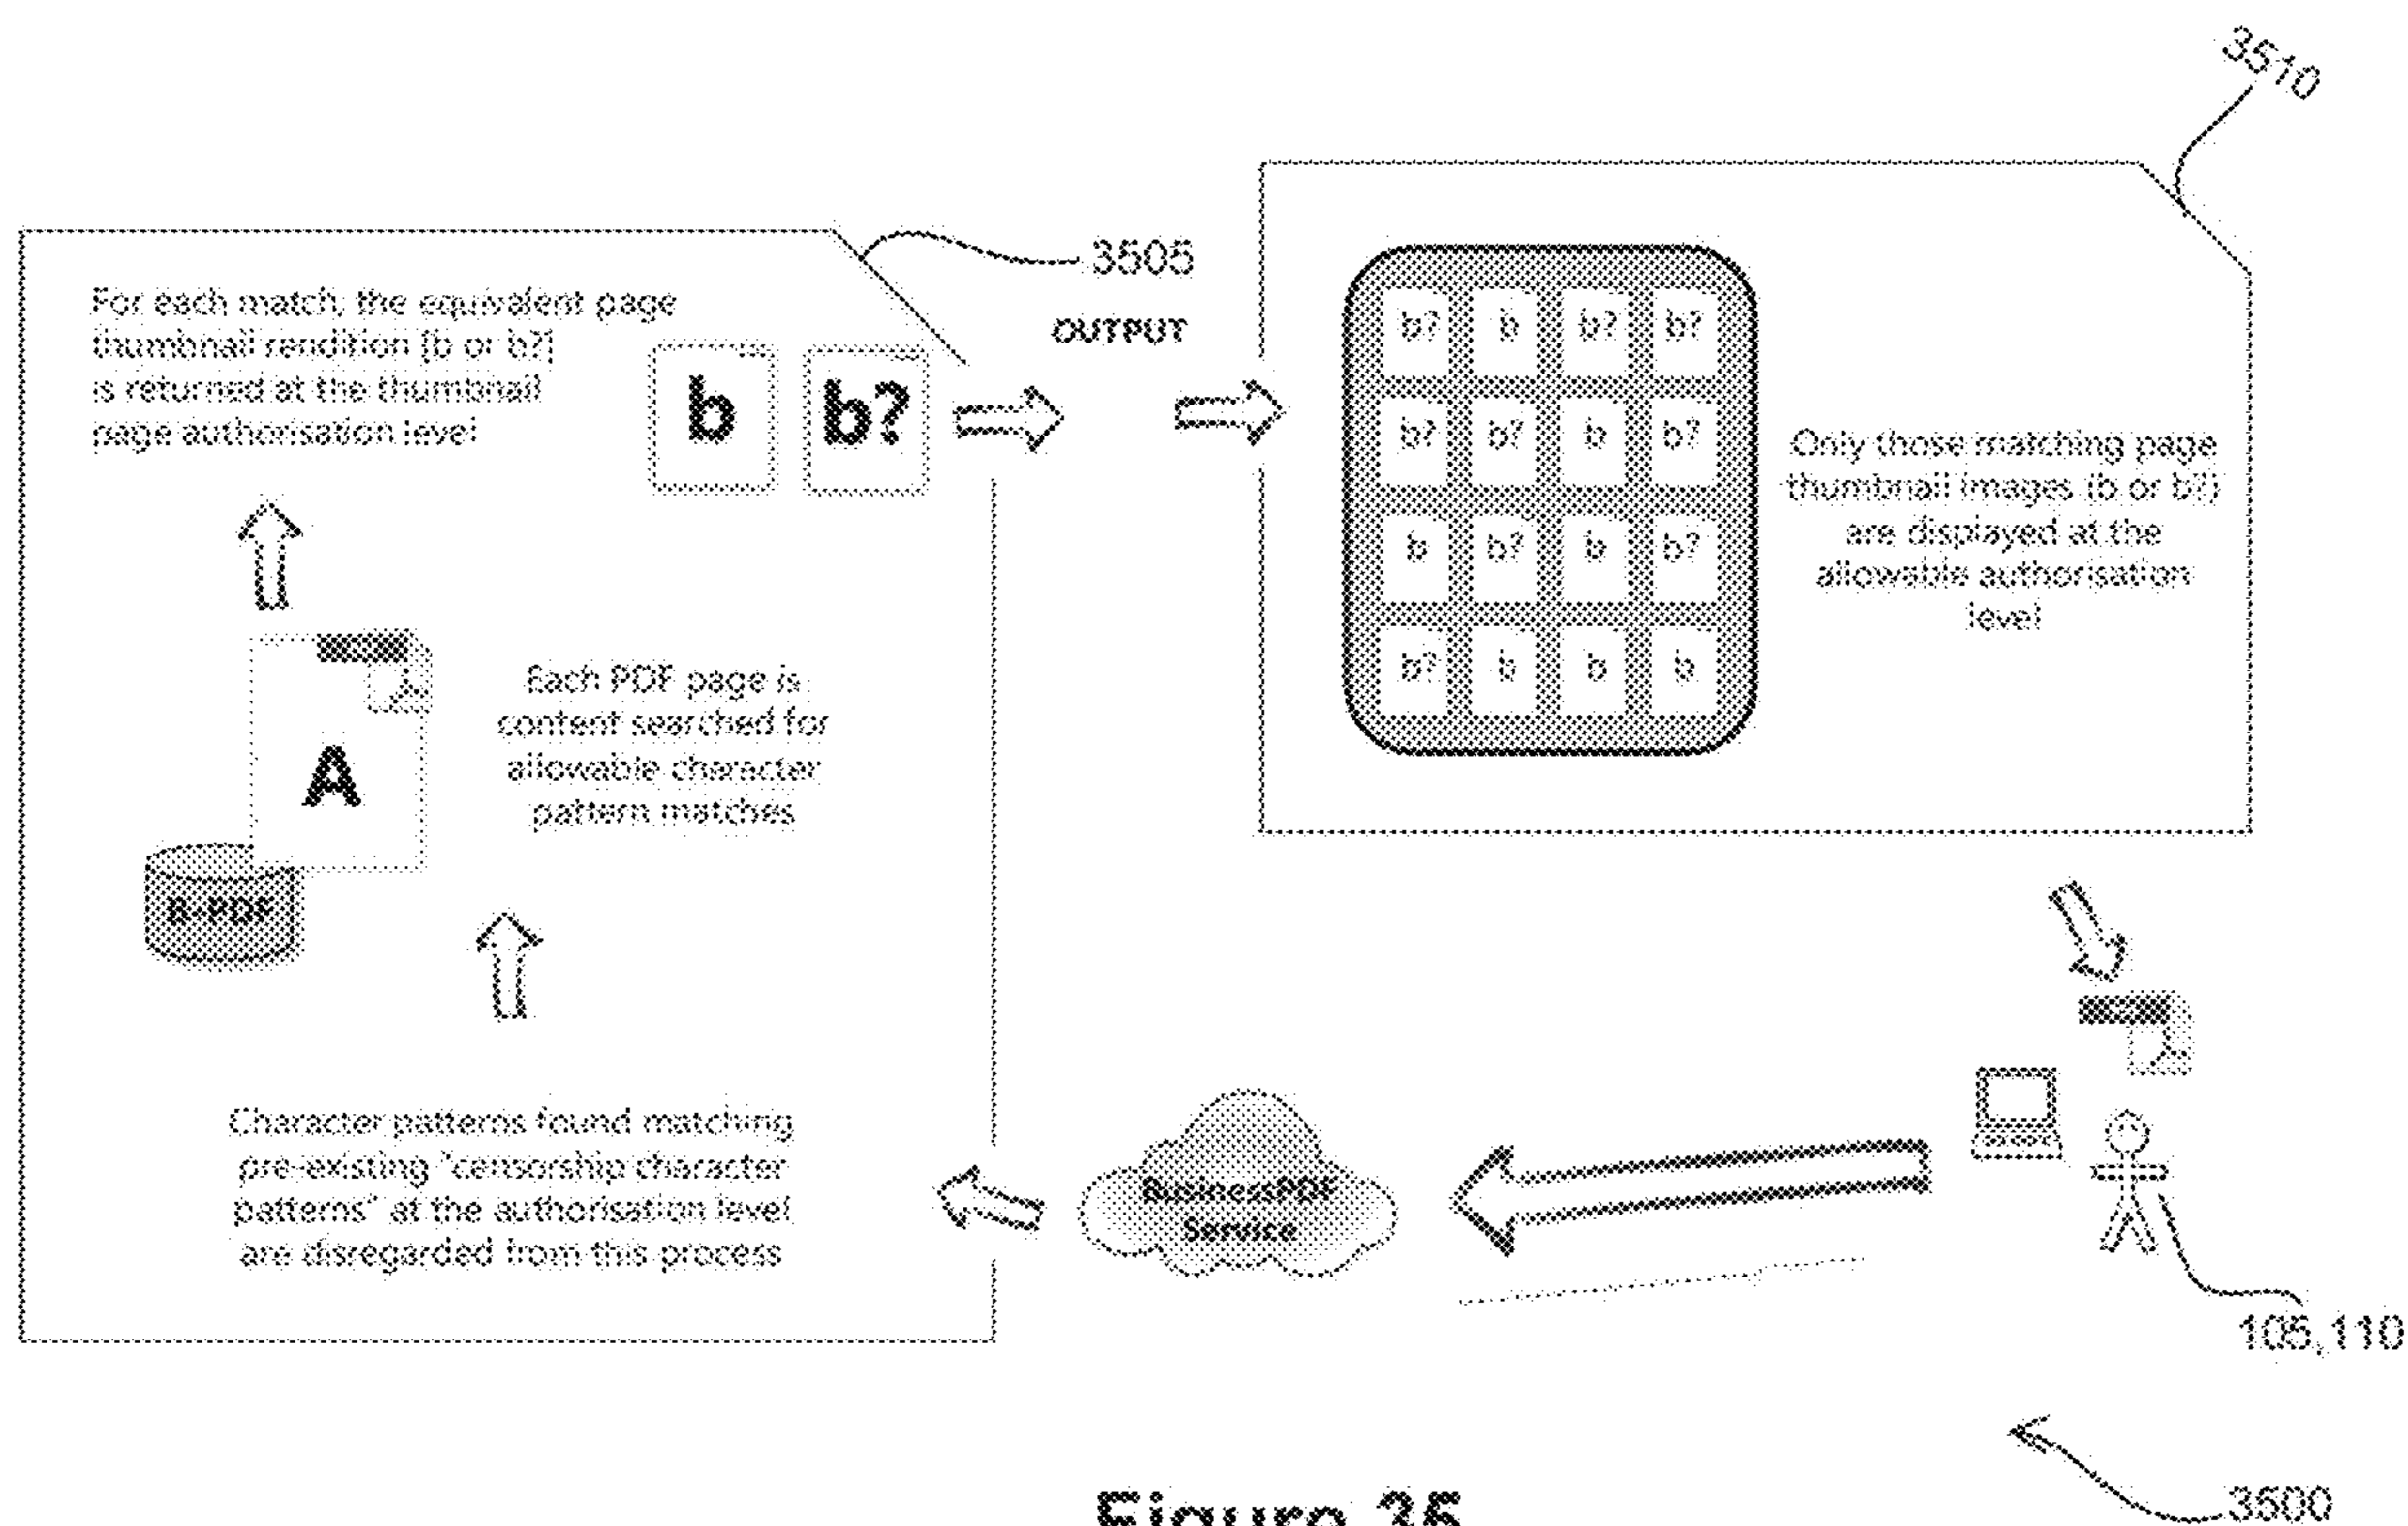 3510
3505
OUTPUT
For each match, the equivalent page
thumbnail rendition [b or b?]
is returned at the thumbnail
page authorisation level
b
b?
b? b b? b?
b? b? b b?
b b? b b?
b? b b b
Only those matching page
thumbnail images (b or b?)
are displayed at the
allowable authorisation
level
A
Each PDF page is
content searched for
allowable character
pattern matches
B-PDF
Character patterns found matching
pre-existing 'censorship character
patterns' at the authorisation level
are disregarded from this process
BusinessPDF
Service
105,110
3500
Figure 35